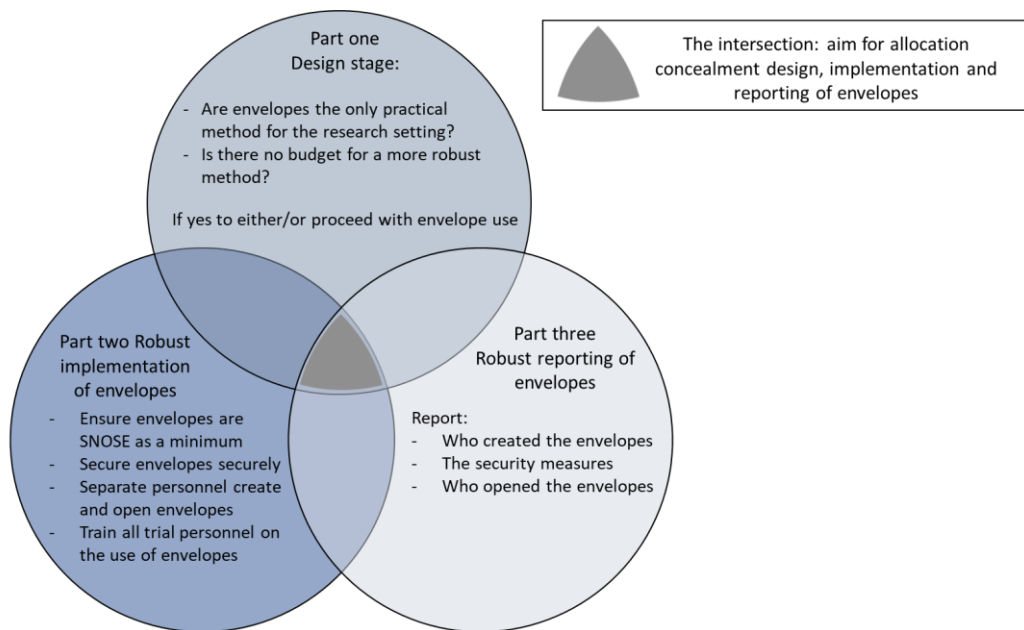 Part one
Design stage:
- Are envelopes the only practical
method for the research setting?
- Is there no budget for a more robust
method?
If yes to either/or proceed with envelope use
The intersection: aim for allocation
concealment design, implementation and
reporting of envelopes
Part two Robust
implementation
of envelopes
- Ensure envelopes are
SNOSE as a minimum
- Secure envelopes securely
- Separate personnel create
and open envelopes
- Train all trial personnel on
the use of envelopes
Part three
Robust reporting of
envelopes
Report:
- Who created the envelopes
- The security measures
- Who opened the envelopes